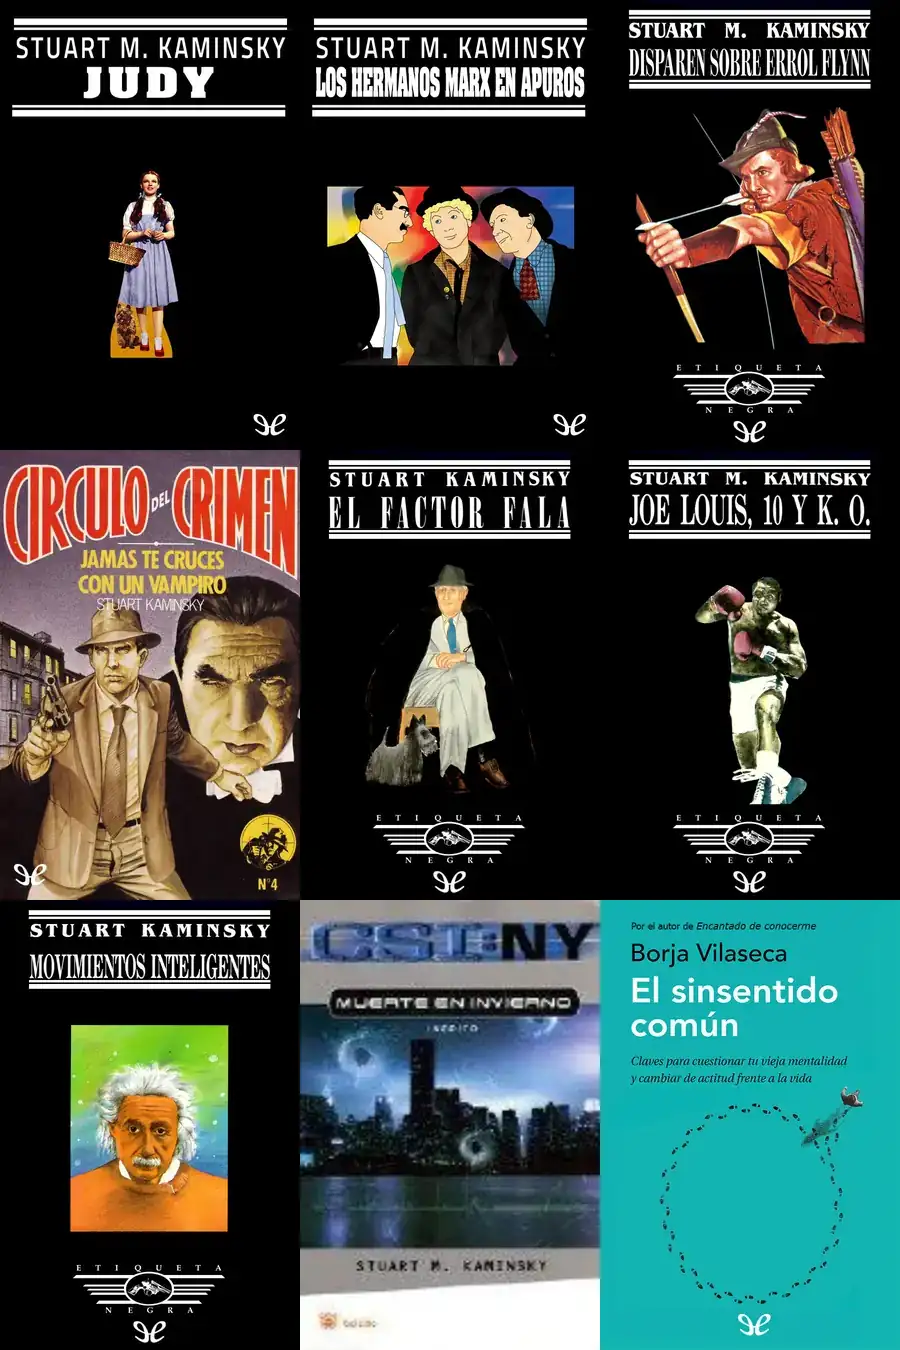 STUART M. KAMINSKY
JUDY
STUART M. KAMINSKY
LOS HERMANOS MARX EN APUROS
STUART M. KAMINSKY
DISPAREN SOBRE ERROL FLYNN
ETIQUETA
NEGRA
CIRCULO DEL CRIMEN
JAMAS TE CRUCES
CON UN VAMPIRO
STUART KAMINSKY
Nº4
STUART KAMINSKY
EL FACTOR FALA
ETIQUETA
NEGRA
STUART M. KAMINSKY
JOE LOUIS, 10 Y K. O.
ETIQUETA
NEGRA
STUART KAMINSKY
MOVIMIENTOS INTELIGENTES
ETIQUETA
NEGRA
CSI:NY
MUERTE EN INVIERNO
INEDITO
STUART M. KAMINSKY
Por el autor de Encantado de conocerme
Borja Vilaseca
El sinsentido
común
Claves para cuestionar tu vieja mentalidad
y cambiar de actitud frente a la vida